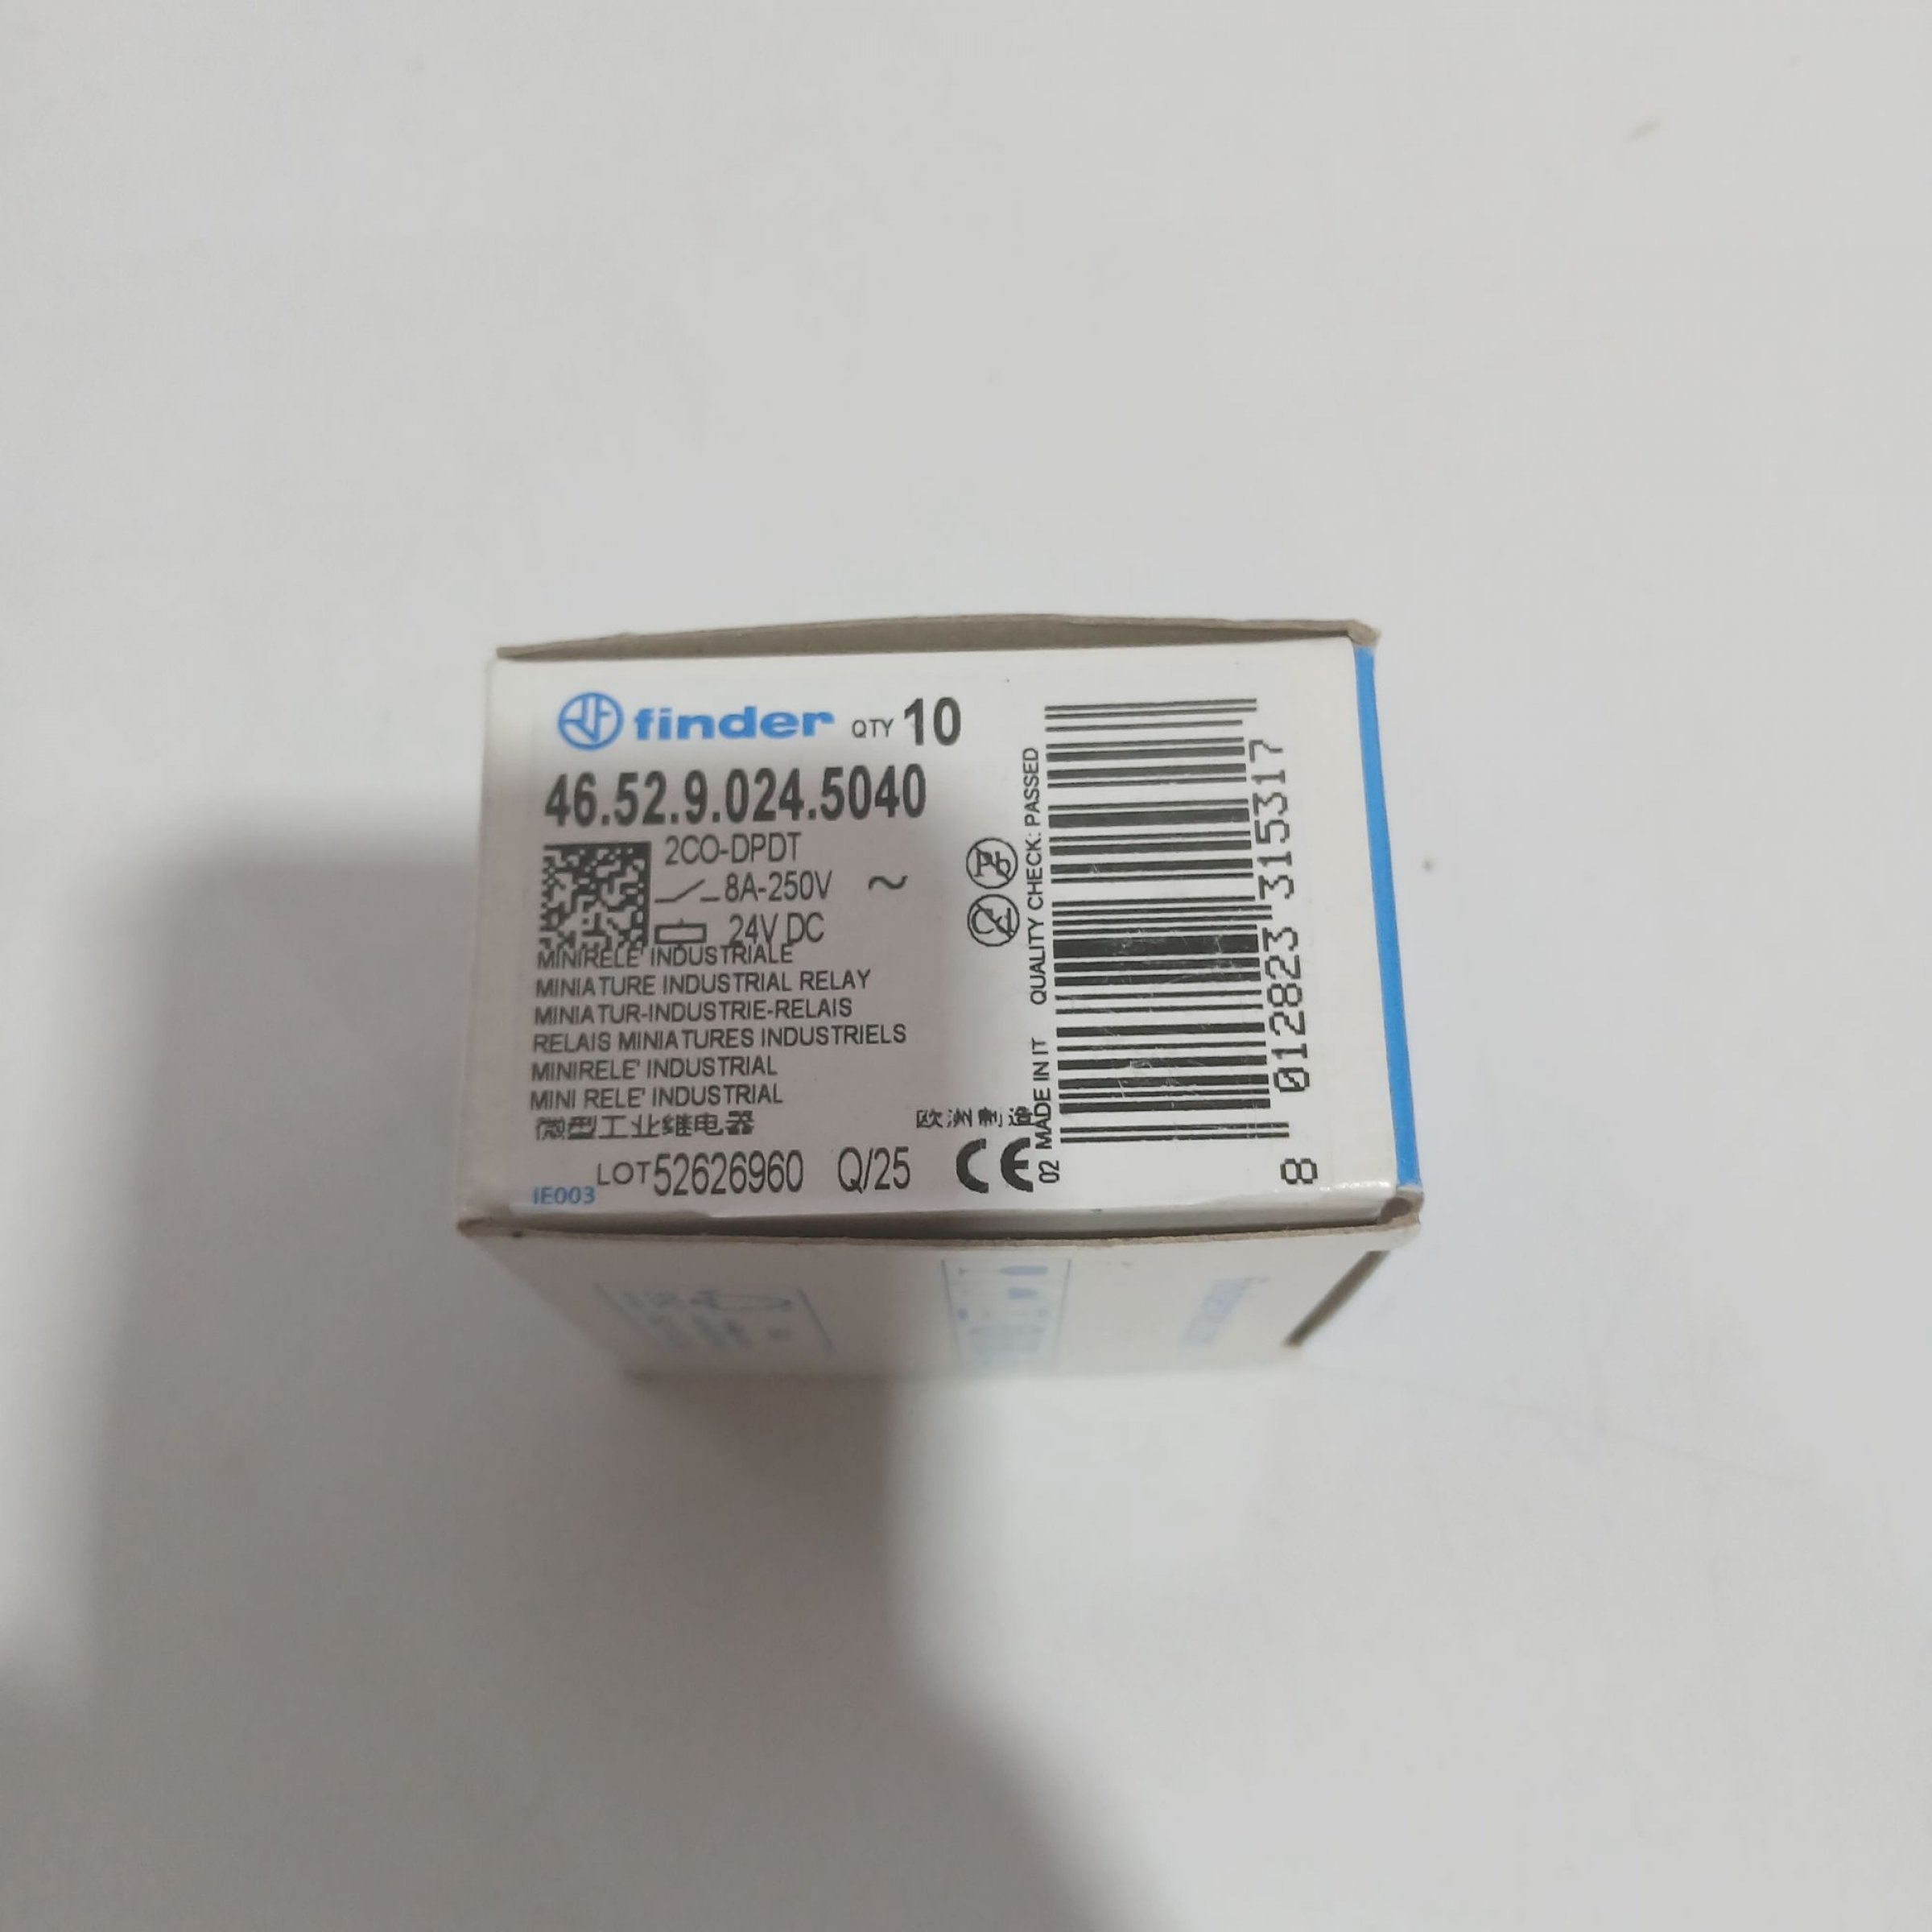 finder QTY 10
46.52.9.024.5040
2CO-DPDT
8A-250V ~
24V DC
MINIRELE' INDUSTRIALE
MINIATURE INDUSTRIAL RELAY
MINIATUR-INDUSTRIE-RELAIS
RELAIS MINIATURES INDUSTRIELS
MINIRELE' INDUSTRIAL
MINI RELE' INDUSTRIAL
微型工业继电器 欧洲制造
LOT 52626960 Q/25 CE
IE003
02 MADE IN IT QUALITY CHECK: PASSED
8 012823 315317